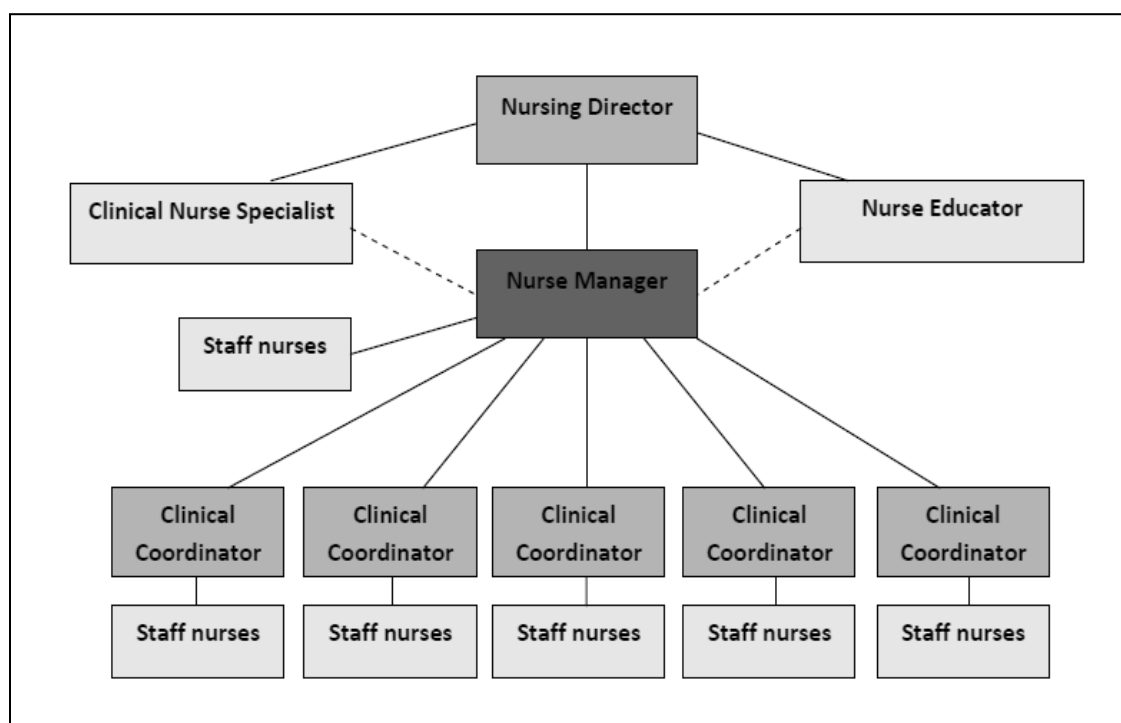 Nursing Director
Clinical Nurse Specialist
Nurse Educator
Nurse Manager
Staff nurses
Clinical
Coordinator
Clinical
Coordinator
Clinical
Coordinator
Clinical
Coordinator
Clinical
Coordinator
Staff nurses
Staff nurses
Staff nurses
Staff nurses
Staff nurses